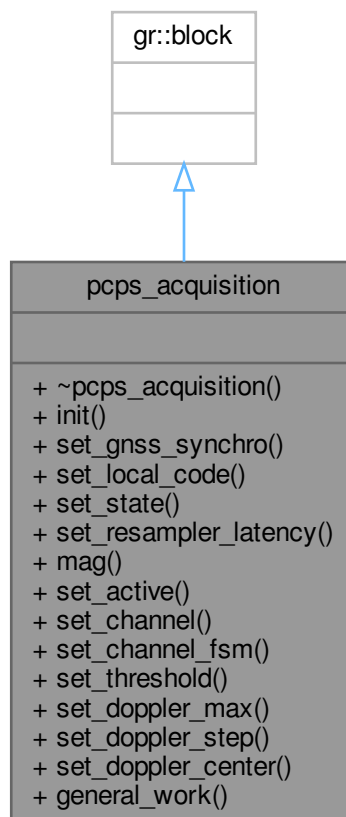 gr::block
pcps_acquisition
+ ~pcps_acquisition()
+ init()
+ set_gnss_synchro()
+ set_local_code()
+ set_state()
+ set_resampler_latency()
+ mag()
+ set_active()
+ set_channel()
+ set_channel_fsm()
+ set_threshold()
+ set_doppler_max()
+ set_doppler_step()
+ set_doppler_center()
+ general_work()